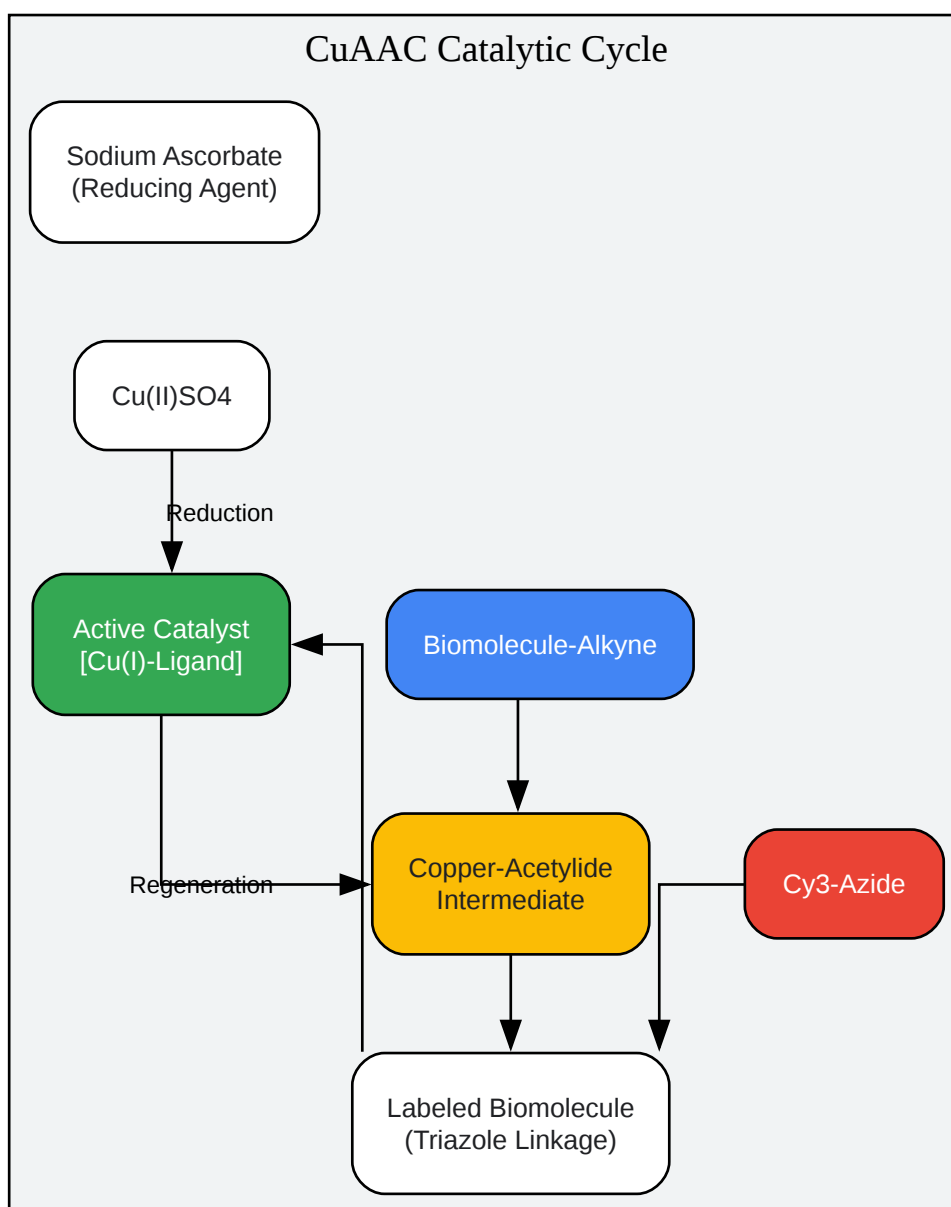 CuAAC Catalytic Cycle
Sodium Ascorbate
(Reducing Agent)
Cu(II)SO4
Reduction
Active Catalyst
[Cu(I)-Ligand]
Biomolecule-Alkyne
Copper-Acetylide
Intermediate
Regeneration
Cy3-Azide
Labeled Biomolecule
(Triazole Linkage)